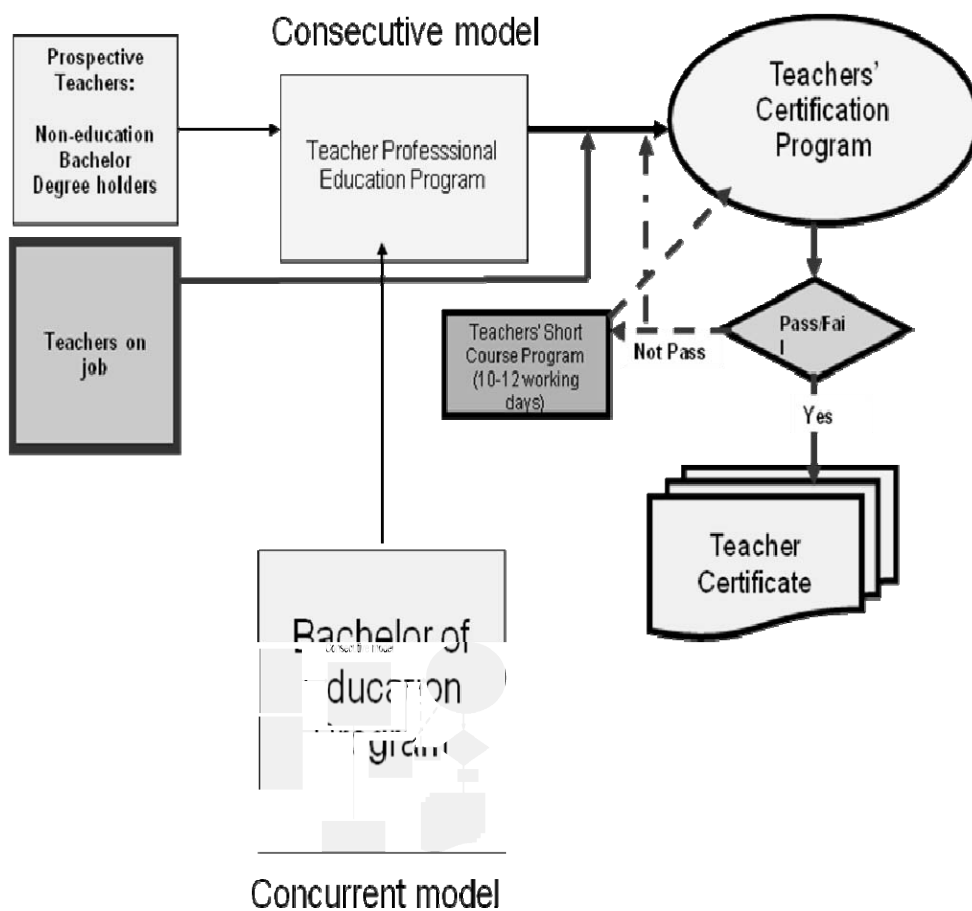 Consecutive model
Prospective
Teachers:
Non-education
Bachelor
Degree holders
Teacher Professsional
Education Program
Teachers'
Certification
Program
Teachers on
job
Teachers' Short
Course Program
(10-12 working
days)
Not Pass
Pass/Fai
l
Yes
Teacher
Certificate
Bachelor of
Concurrent model